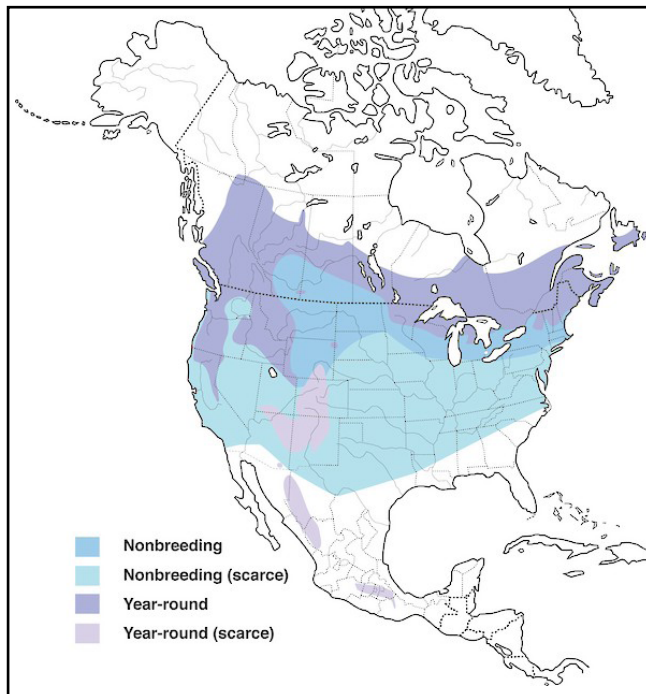 Nonbreeding
Nonbreeding (scarce)
Year-round
Year-round (scarce)